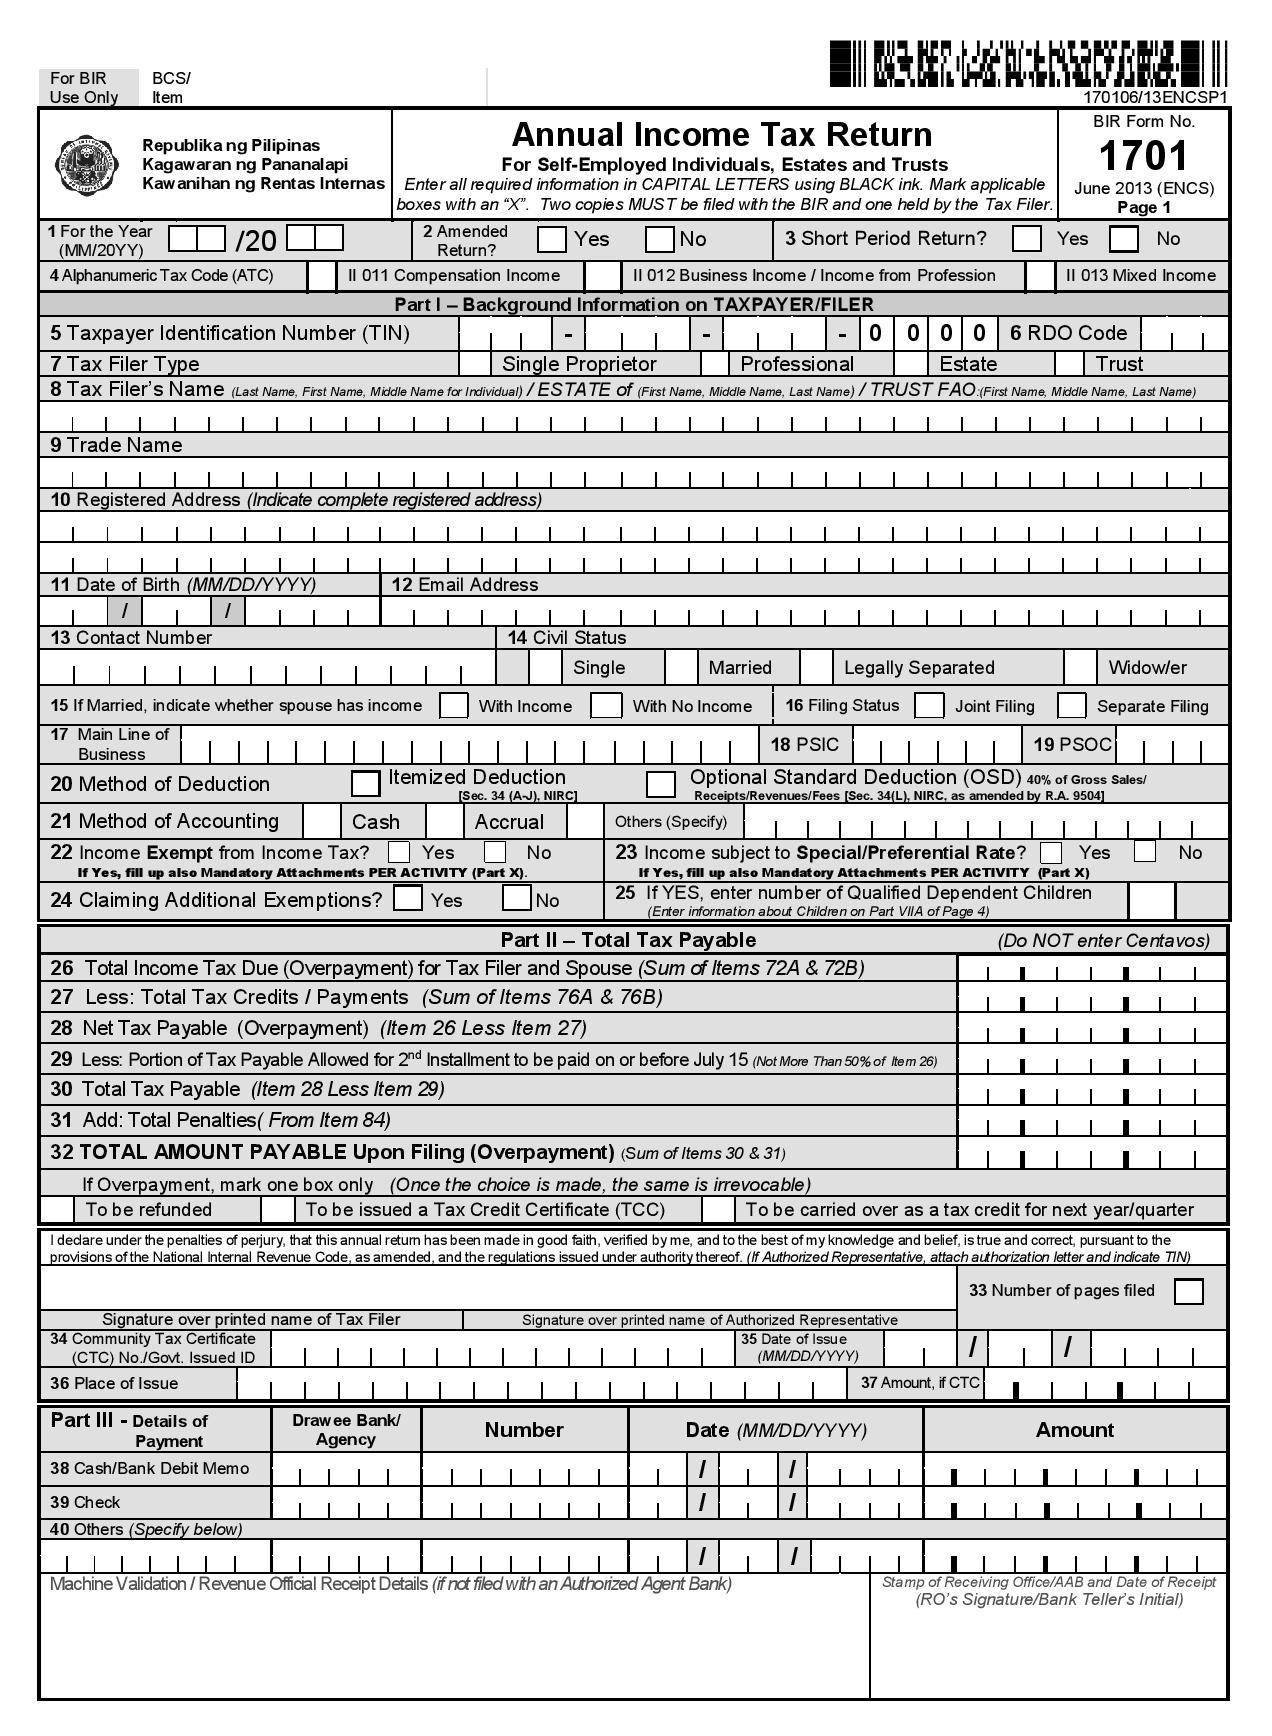 For BIR BCS/
Use Only Item
170106/13ENCSP1
Republika ng Pilipinas
Kagawaran ng Pananalapi
Kawanihan ng Rentas Internas
Annual Income Tax Return
For Self-Employed Individuals, Estates and Trusts
Enter all required information in CAPITAL LETTERS using BLACK ink. Mark applicable
boxes with an “X”. Two copies MUST be filed with the BIR and one held by the Tax Filer.
BIR Form No.
1701
June 2013 (ENCS)
Page 1
1 For the Year
(MM/20YY) /20
2 Amended
Return? Yes No
3 Short Period Return? Yes No
4 Alphanumeric Tax Code (ATC) II 011 Compensation Income II 012 Business Income / Income from Profession II 013 Mixed Income
Part I – Background Information on TAXPAYER/FILER
5 Taxpayer Identification Number (TIN) - - - 0 0 0 0 6 RDO Code
7 Tax Filer Type Single Proprietor Professional Estate Trust
8 Tax Filer’s Name (Last Name, First Name, Middle Name for Individual) / ESTATE of (First Name, Middle Name, Last Name) / TRUST FAO:(First Name, Middle Name, Last Name)
9 Trade Name
10 Registered Address (Indicate complete registered address)
11 Date of Birth (MM/DD/YYYY) 12 Email Address
/ /
13 Contact Number 14 Civil Status
Single Married Legally Separated Widow/er
15 If Married, indicate whether spouse has income With Income With No Income 16 Filing Status Joint Filing Separate Filing
17 Main Line of
Business 18 PSIC 19 PSOC
20 Method of Deduction Itemized Deduction
[Sec. 34 (A-J), NIRC]
Optional Standard Deduction (OSD) 40% of Gross Sales/
Receipts/Revenues/Fees [Sec. 34(L), NIRC, as amended by R.A. 9504]
21 Method of Accounting Cash Accrual Others (Specify)
22 Income Exempt from Income Tax? Yes No
If Yes, fill up also Mandatory Attachments PER ACTIVITY (Part X).
23 Income subject to Special/Preferential Rate? Yes No
If Yes, fill up also Mandatory Attachments PER ACTIVITY (Part X)
24 Claiming Additional Exemptions? Yes No
25 If YES, enter number of Qualified Dependent Children
(Enter information about Children on Part VIIA of Page 4)
Part II – Total Tax Payable (Do NOT enter Centavos)
26 Total Income Tax Due (Overpayment) for Tax Filer and Spouse (Sum of Items 72A & 72B)
27 Less: Total Tax Credits / Payments (Sum of Items 76A & 76B)
28 Net Tax Payable (Overpayment) (Item 26 Less Item 27)
29 Less: Portion of Tax Payable Allowed for 2nd Installment to be paid on or before July 15 (Not More Than 50% of Item 26)
30 Total Tax Payable (Item 28 Less Item 29)
31 Add: Total Penalties( From Item 84)
32 TOTAL AMOUNT PAYABLE Upon Filing (Overpayment) (Sum of Items 30 & 31)
If Overpayment, mark one box only (Once the choice is made, the same is irrevocable)
To be refunded To be issued a Tax Credit Certificate (TCC) To be carried over as a tax credit for next year/quarter
I declare under the penalties of perjury, that this annual return has been made in good faith, verified by me, and to the best of my knowledge and belief, is true and correct, pursuant to the
provisions of the National Internal Revenue Code, as amended, and the regulations issued under authority thereof. (If Authorized Representative, attach authorization letter and indicate TIN)
33 Number of pages filed
Signature over printed name of Tax Filer Signature over printed name of Authorized Representative
34 Community Tax Certificate
(CTC) No./Govt. Issued ID
35 Date of Issue
(MM/DD/YYYY) / /
36 Place of Issue 37 Amount, if CTC
Part III - Details of
Payment
Drawee Bank/
Agency
Number Date (MM/DD/YYYY) Amount
38 Cash/Bank Debit Memo / /
39 Check / /
40 Others (Specify below)
/ /
Machine Validation / Revenue Official Receipt Details (if not filed with an Authorized Agent Bank)
Stamp of Receiving Office/AAB and Date of Receipt
(RO’s Signature/Bank Teller’s Initial)